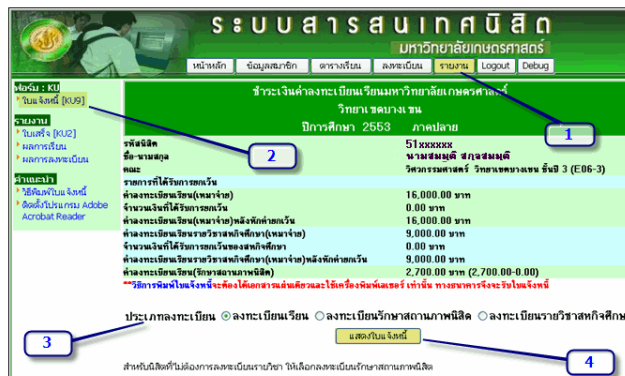 ระบบสารสนเทศนิสิต
มหาวิทยาลัยเกษตรศาสตร์
หน้าหลัก ข้อมูลสมาชิก ตารางเรียน ลงทะเบียน รายงาน Logout Debug
ฟอร์ม : KU
ใบแจ้งหนี้ [KU9]
รายงาน
ใบเสร็จ [KU2]
ผลการเรียน
ผลการลงทะเบียน
คำแนะนำ
วิธีพิมพ์ใบแจ้งหนี้
ติดตั้งโปรแกรม Adobe
Acrobat Reader
ชำระเงินค่าลงทะเบียนเรียนมหาวิทยาลัยเกษตรศาสตร์
วิทยาเขตบางเขน
ปีการศึกษา 2553 ภาคปลาย
รหัสนิสิต 51xxxxxx
ชื่อ-นามสกุล นามสมมุติ สกุลสมมุติ
คณะ วิศวกรรมศาสตร์ วิทยาเขตบางเขน ชั้นปี 3 (E06-3)
รายการที่ได้รับการยกเว้น
ค่าลงทะเบียนเรียน(เหมาจ่าย) 16,000.00 บาท
จำนวนเงินที่ได้รับการยกเว้น 0.00 บาท
ค่าลงทะเบียนเรียน(เหมาจ่าย)หลังหักค่ายกเว้น 16,000.00 บาท
ค่าลงทะเบียนเรียนรายวิชาสหกิจศึกษา(เหมาจ่าย) 9,000.00 บาท
จำนวนเงินที่ได้รับการยกเว้นของสหกิจศึกษา 0.00 บาท
ค่าลงทะเบียนเรียนรายวิชาสหกิจศึกษา(เหมาจ่าย)หลังหักค่ายกเว้น 9,000.00 บาท
ค่าลงทะเบียนเรียน(รักษาสถานภาพนิสิต) 2,700.00 บาท (2,700.00-0.00)
**วิธีการพิมพ์ใบแจ้งหนี้จะต้องได้เอกสารแผ่นเดียวและใช้เครื่องพิมพ์เลเซอร์ เท่านั้น ทางธนาคารจึงจะรับใบแจ้งหนี้
ประเภทลงทะเบียน ลงทะเบียนเรียน ลงทะเบียนรักษาสถานภาพนิสิต ลงทะเบียนรายวิชาสหกิจศึกษา
แสดงใบแจ้งหนี้
สำหรับนิสิตที่ไม่ต้องการลงทะเบียนรายวิชา ให้เลือกลงทะเบียนรักษาสถานภาพนิสิต
1
2
3
4